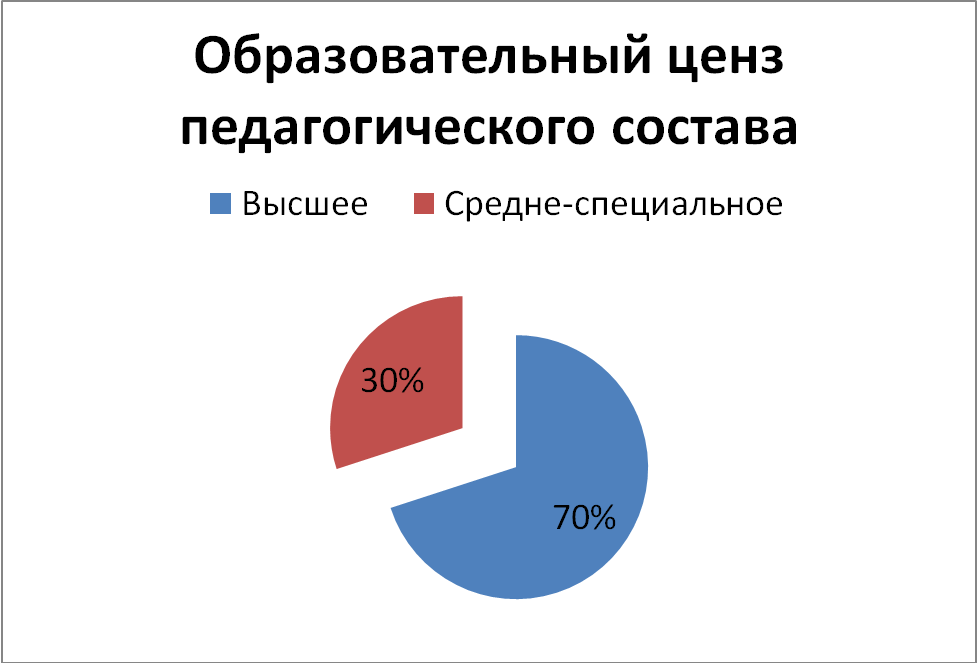 Образовательный ценз
педагогического состава
Высшее Средне-специальное
30%
70%